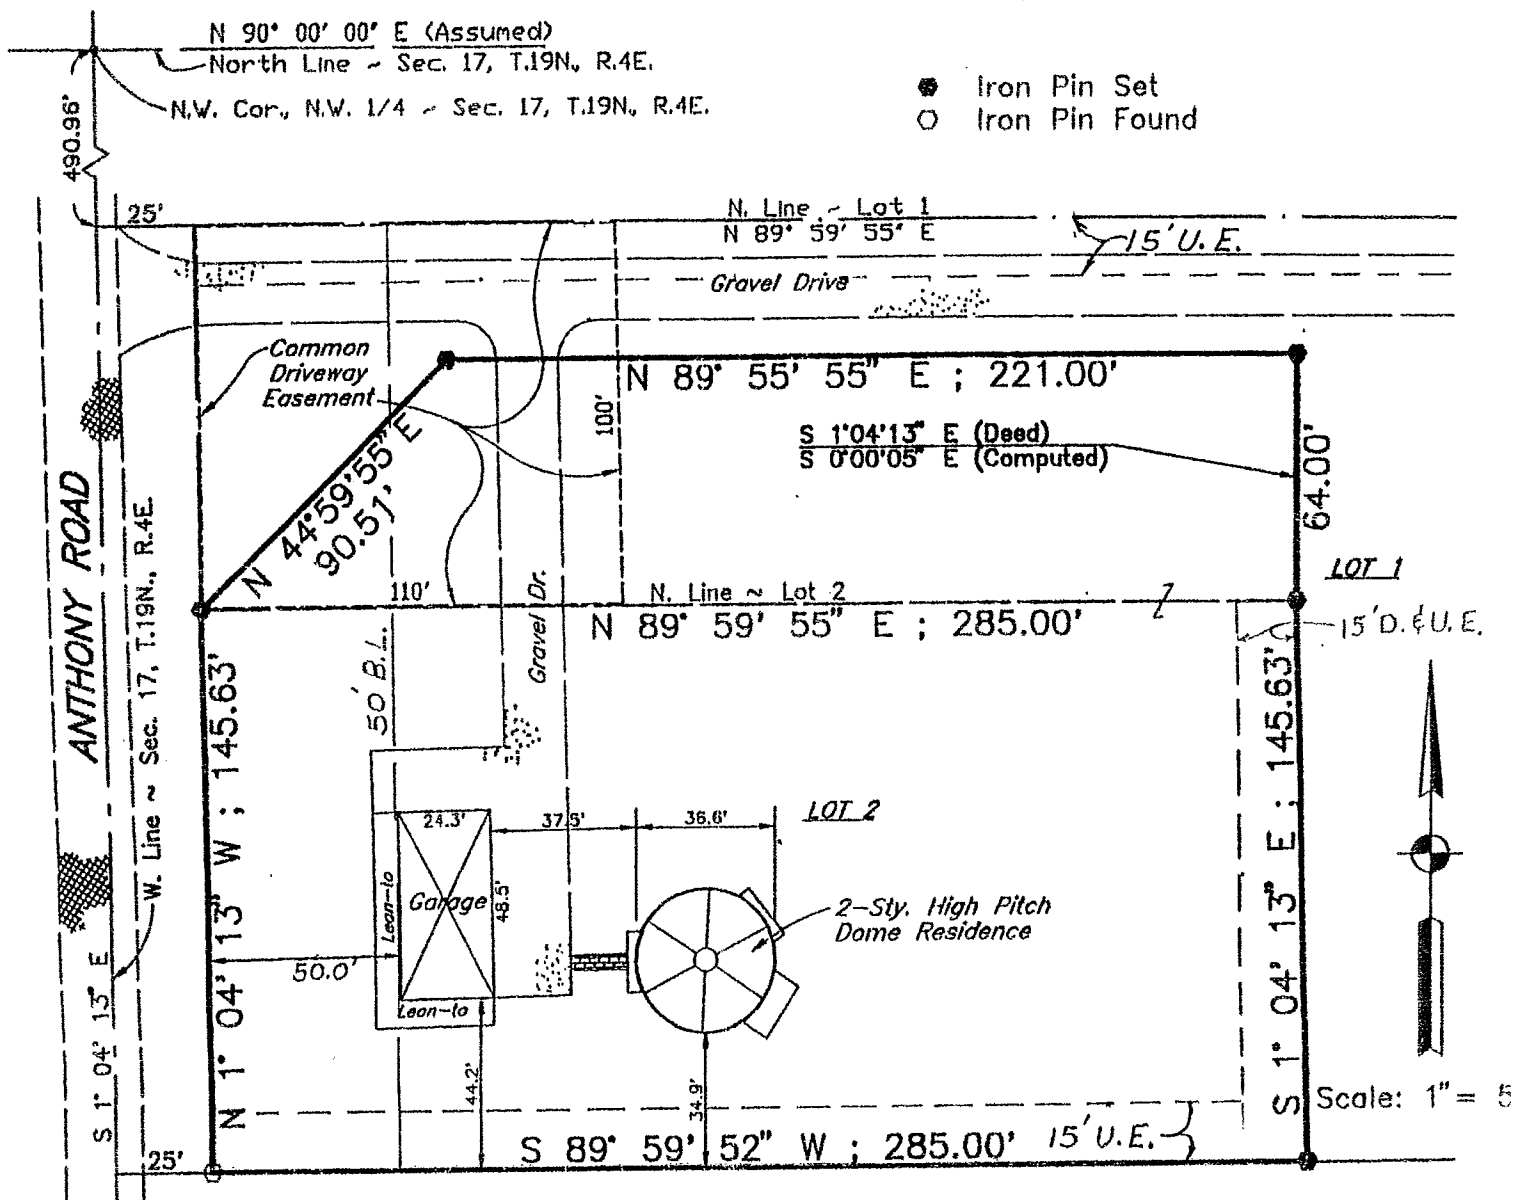 N 90° 00' 00" E (Assumed)
North Line ~ Sec. 17, T.19N., R.4E.
N.W. Cor., N.W. 1/4 ~ Sec. 17, T.19N., R.4E.
490.96'
Iron Pin Set
Iron Pin Found
25'
N. Line ~ Lot 1
N 89° 59' 55" E
15' U.E.
Gravel Drive
Common
Driveway
Easement
N 89° 55' 55" E ; 221.00'
100'
S 1°04'13" E (Deed)
S 0°00'05" E (Computed)
64.00'
N 44°59'55" E
90.51'
ANTHONY ROAD
W. Line ~ Sec. 17, T.19N., R.4E.
S 1° 04' 13" E
110'
N. Line ~ Lot 2
N 89° 59' 55" E ; 285.00'
LOT 1
15' D.&U.E.
Gravel Dr.
50' B.L.
N 1° 04' 13" W ; 145.63'
S 1° 04' 13" E ; 145.63'
24.3'
37.5'
36.6'
LOT 2
Lean-to
Garage
48.5'
2-Sty. High Pitch
Dome Residence
50.0'
Lean-to
44.2'
34.9'
Scale: 1" =
25'
S 89° 59' 52" W ; 285.00'
15' U.E.